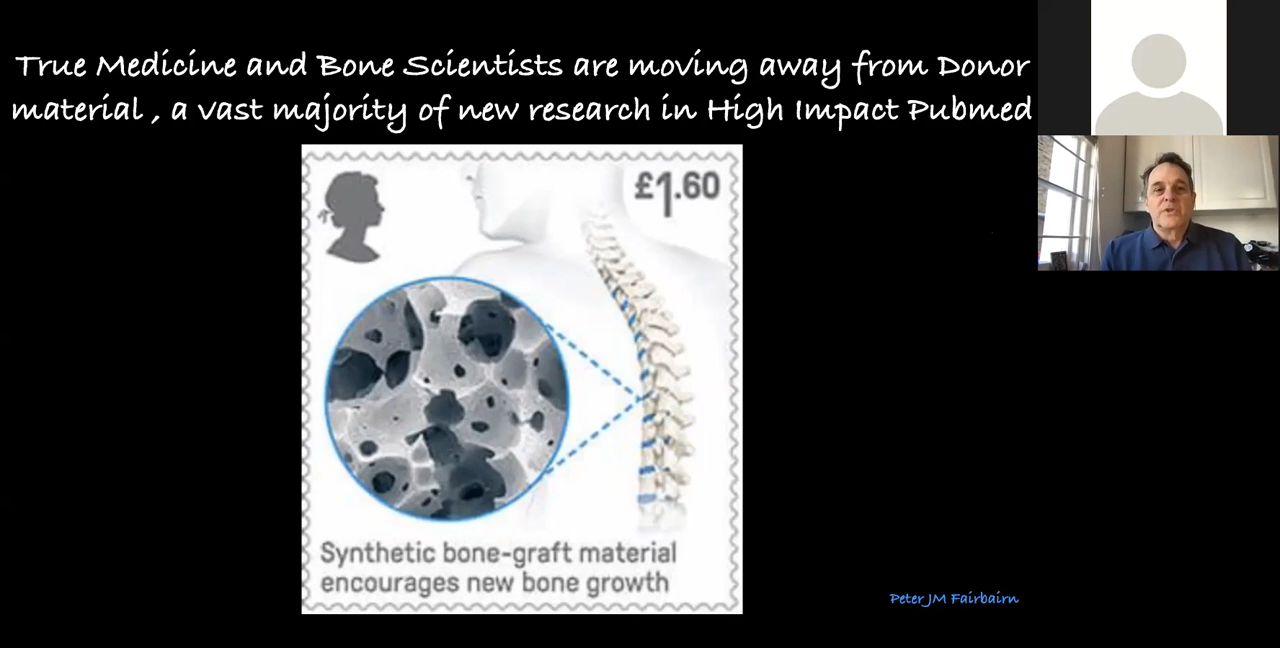 True Medicine and Bone Scientists are moving away from Donor
material , a vast majority of new research in High Impact Pubmed
£1.60
Synthetic bone-graft material
encourages new bone growth
Peter JM Fairbairn